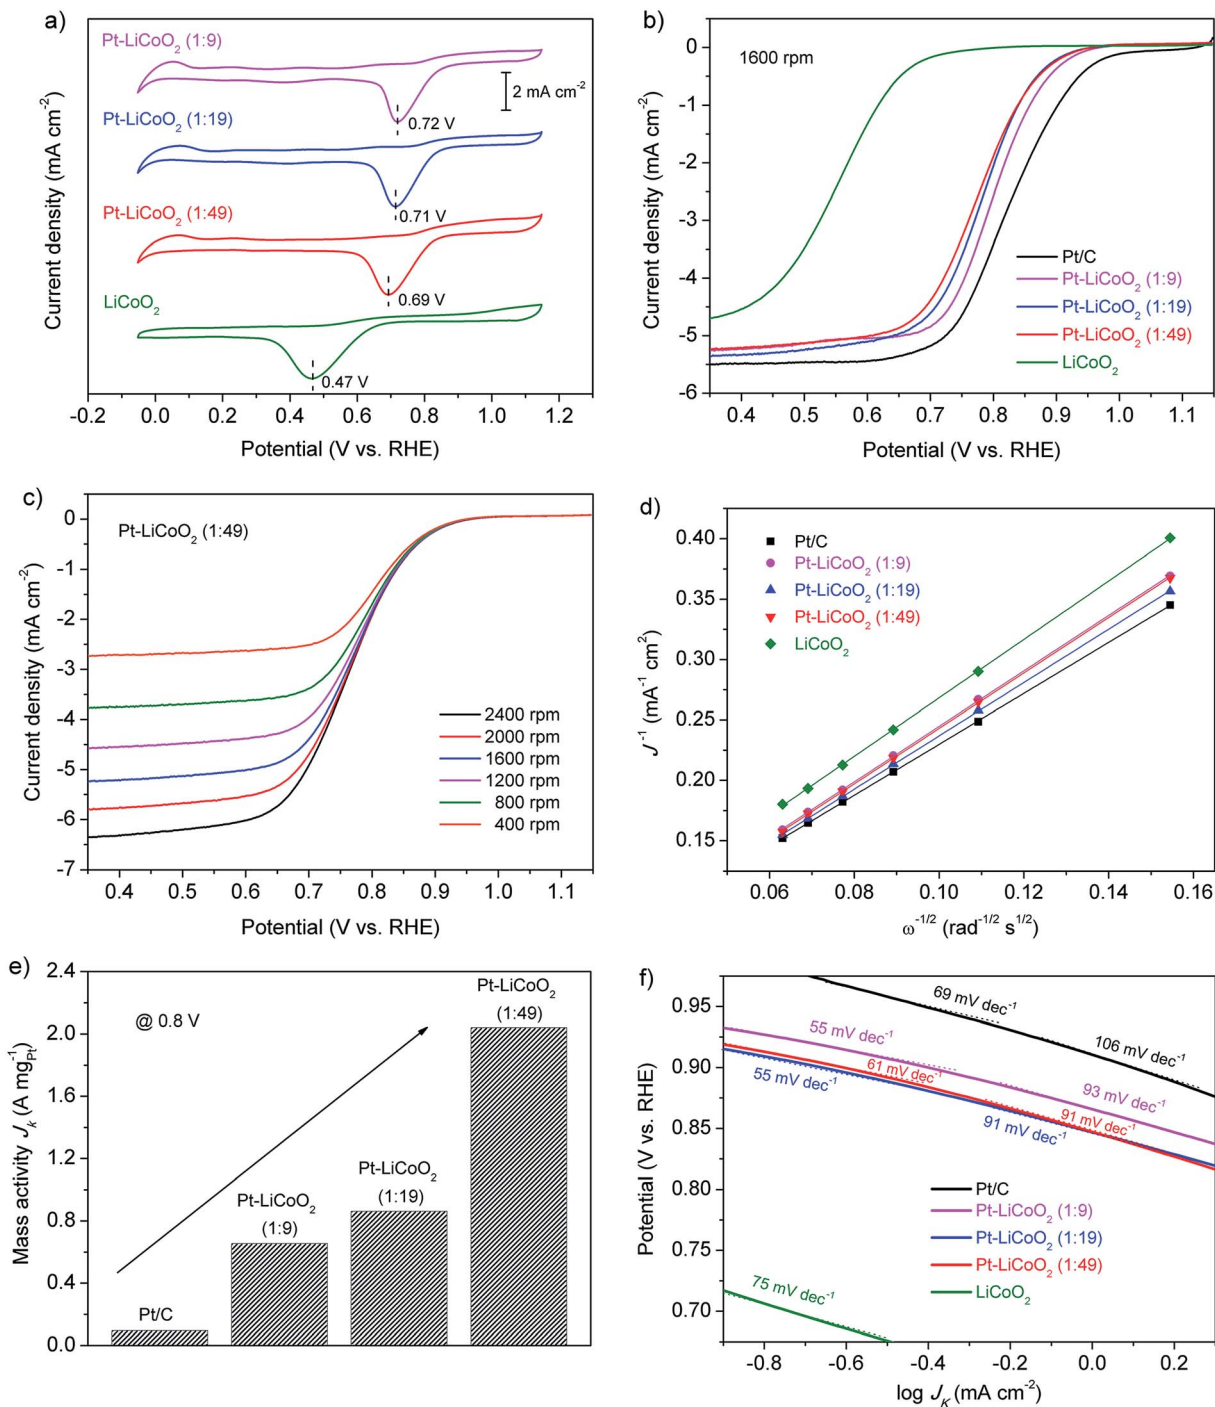 a)
Pt-LiCoO₂ (1:9)
2 mA cm⁻²
0.72 V
Pt-LiCoO₂ (1:19)
0.71 V
Pt-LiCoO₂ (1:49)
0.69 V
LiCoO₂
0.47 V
Current density (mA cm⁻²)
-0.2 0.0 0.2 0.4 0.6 0.8 1.0 1.2
Potential (V vs. RHE)
b)
1600 rpm
0
-1
-2
-3
-4
-5
-6
Current density (mA cm⁻²)
Pt/C
Pt-LiCoO₂ (1:9)
Pt-LiCoO₂ (1:19)
Pt-LiCoO₂ (1:49)
LiCoO₂
0.4 0.5 0.6 0.7 0.8 0.9 1.0 1.1
Potential (V vs. RHE)
c)
Pt-LiCoO₂ (1:49)
0
-1
-2
-3
-4
-5
-6
-7
Current density (mA cm⁻²)
2400 rpm
2000 rpm
1600 rpm
1200 rpm
800 rpm
400 rpm
0.4 0.5 0.6 0.7 0.8 0.9 1.0 1.1
Potential (V vs. RHE)
d)
Pt/C
Pt-LiCoO₂ (1:9)
Pt-LiCoO₂ (1:19)
Pt-LiCoO₂ (1:49)
LiCoO₂
0.40
0.35
0.30
0.25
0.20
0.15
J⁻¹ (mA⁻¹ cm²)
0.06 0.08 0.10 0.12 0.14 0.16
ω⁻¹/² (rad⁻¹/² s¹/²)
e)
@ 0.8 V
2.4
2.0
1.6
1.2
0.8
0.4
0.0
Mass activity Jₖ (A mg⁻¹Pt)
Pt/C
Pt-LiCoO₂
(1:9)
Pt-LiCoO₂
(1:19)
Pt-LiCoO₂
(1:49)
f)
0.95
0.90
0.85
0.80
0.75
0.70
Potential (V vs. RHE)
69 mV dec⁻¹
106 mV dec⁻¹
55 mV dec⁻¹
93 mV dec⁻¹
61 mV dec⁻¹
91 mV dec⁻¹
55 mV dec⁻¹
91 mV dec⁻¹
75 mV dec⁻¹
Pt/C
Pt-LiCoO₂ (1:9)
Pt-LiCoO₂ (1:19)
Pt-LiCoO₂ (1:49)
LiCoO₂
-0.8 -0.6 -0.4 -0.2 0.0 0.2
log J_K (mA cm⁻²)